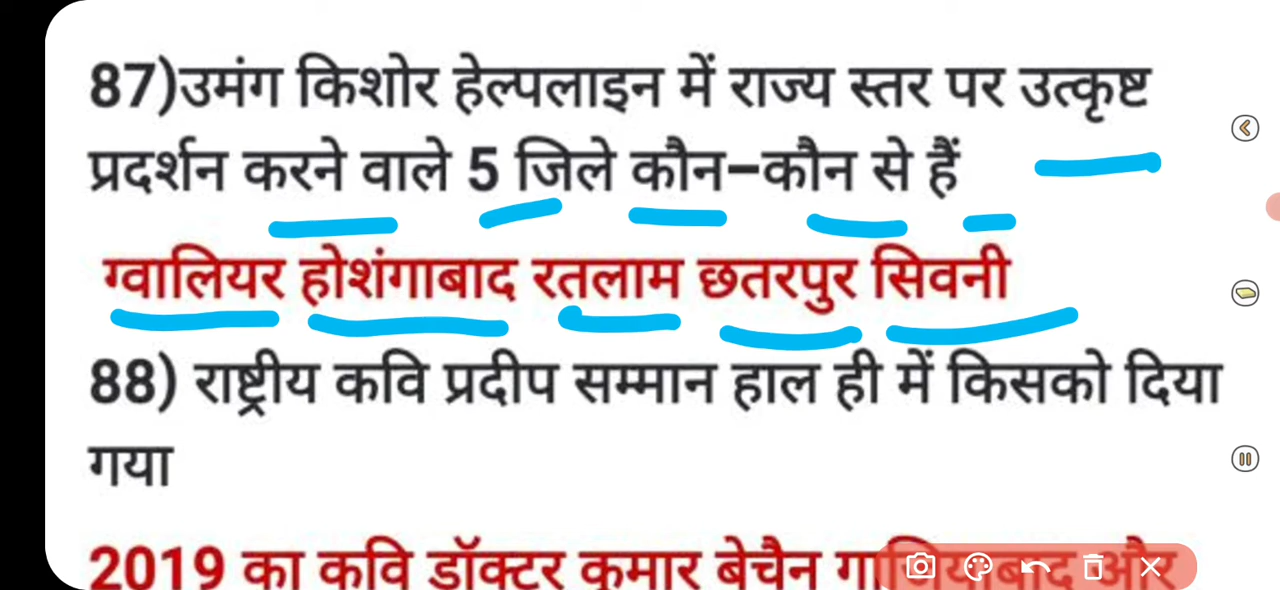 87)उमंग किशोर हेल्पलाइन में राज्य स्तर पर उत्कृष्ट
प्रदर्शन करने वाले 5 जिले कौन–कौन से हैं
ग्वालियर होशंगाबाद रतलाम छतरपुर सिवनी
88) राष्ट्रीय कवि प्रदीप सम्मान हाल ही में किसको दिया
गया
2019 का कवि डॉक्टर कुमार बेचैन गाजियाबाद और